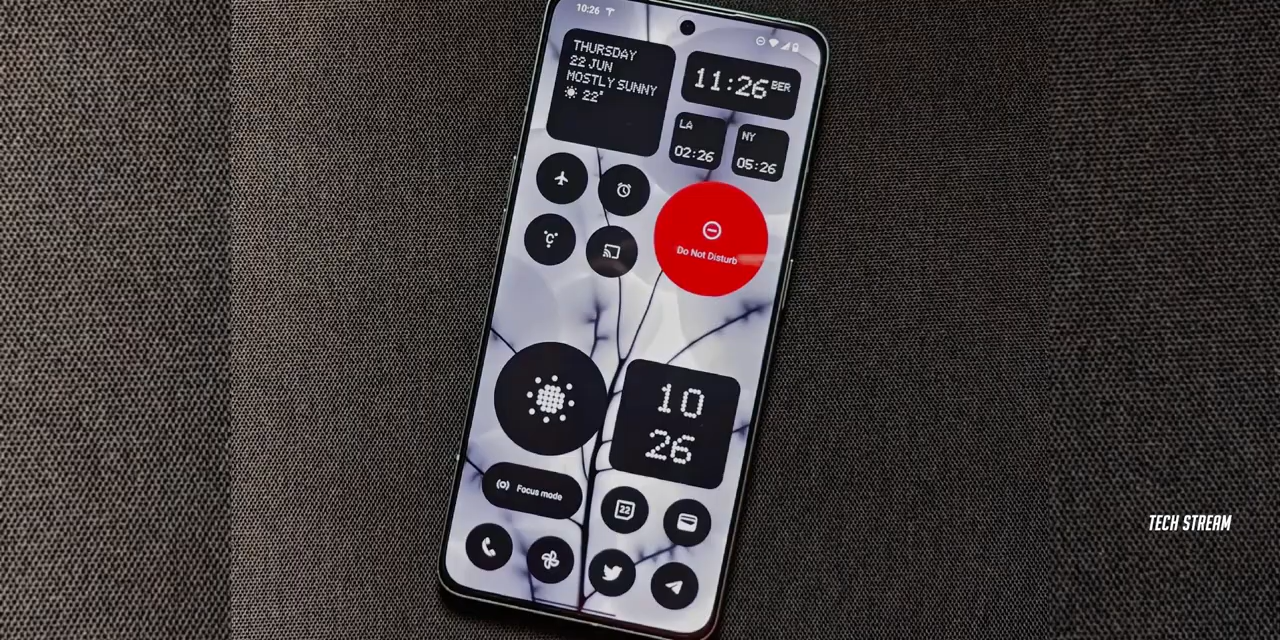 10:26
THURSDAY
22 JUN
MOSTLY SUNNY
22°
11:26 BER
LA
02:26
NY
05:26
°C
Do Not Disturb
10
26
Focus mode
22
TECH STREAM